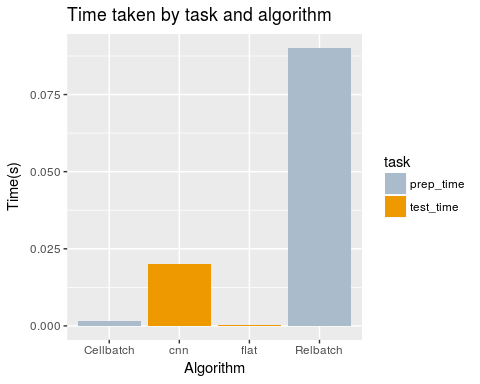 Time taken by task and algorithm
Time(s)
0.075
0.050
0.025
0.000
Cellbatch
cnn
flat
Relbatch
Algorithm
task
prep_time
test_time